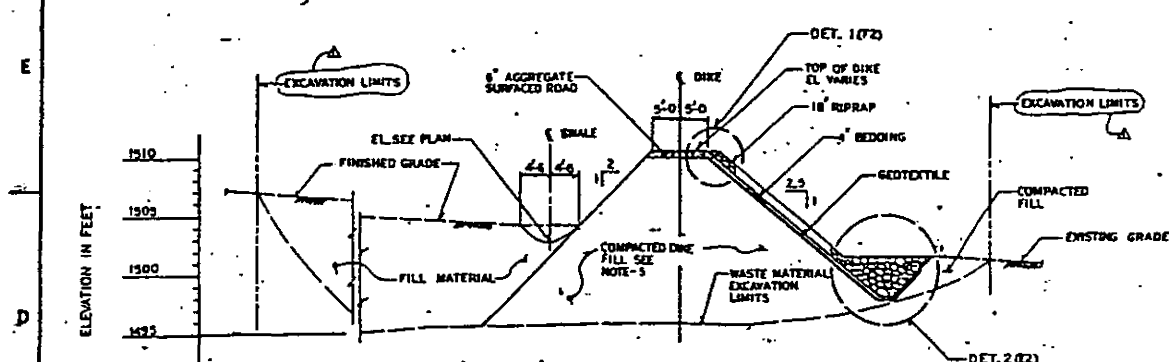 E
D
DET. 1 (F2)
EXCAVATION LIMITS
6" AGGREGATE
SURFACED ROAD
℄ DIKE
TOP OF DIKE
EL VARIES
5'-0 5'-0
18" RIPRAP
EXCAVATION LIMITS
EL SEE PLAN
℄ SWALE
BEDDING
1510
FINISHED GRADE
2
1
GEOTEXTILE
2.5
1
COMPACTED
FILL
1505
EXISTING GRADE
COMPACTED DIKE
FILL SEE
NOTE-5
1500
FILL MATERIAL
WASTE MATERIAL
EXCAVATION
LIMITS
1495
ELEVATION IN FEET
DET. 2 (E2)